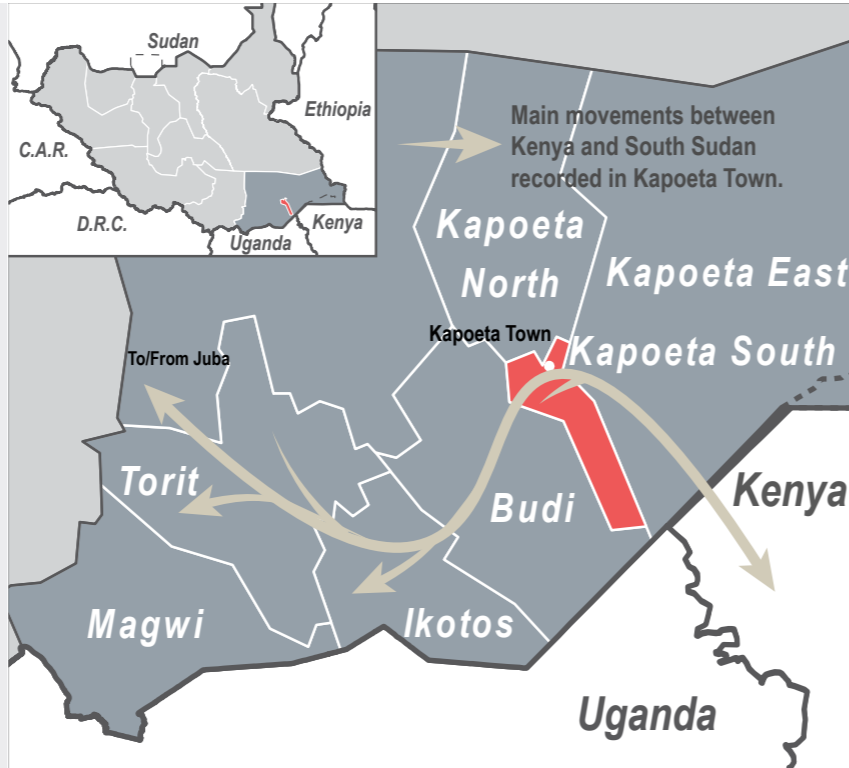 Sudan
Ethiopia
C.A.R.
D.R.C.
Kenya
Uganda
Main movements between
Kenya and South Sudan
recorded in Kapoeta Town.
Kapoeta
North
Kapoeta East
Kapoeta Town
Kapoeta South
To/From Juba
Torit
Budi
Kenya
Magwi
Ikotos
Uganda